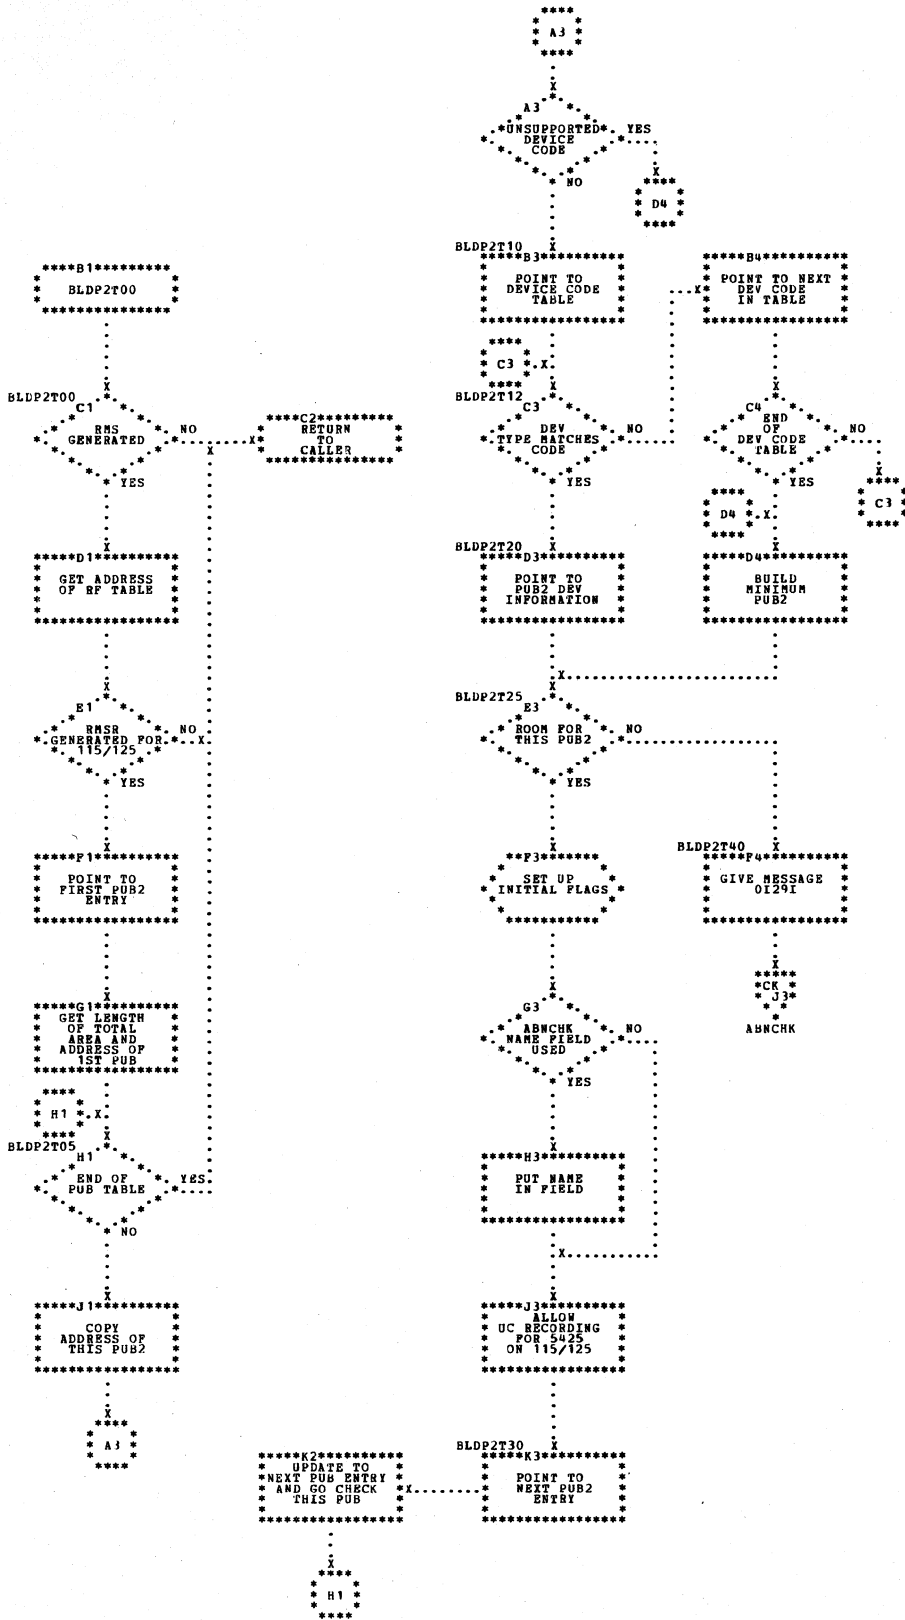 A3
A3
UNSUPPORTED
DEVICE
CODE
YES
NO
D4
B1
BLDP2T00
BLDP2T00
C1
RMS
GENERATED
NO
YES
C2
RETURN
TO
CALLER
D1
GET ADDRESS
OF RF TABLE
E1
RMSR
GENERATED FOR
115/125
NO
YES
F1
POINT TO
FIRST PUB2
ENTRY
G1
GET LENGTH
OF TOTAL
AREA AND
ADDRESS OF
1ST PUB
H1
BLDP2T05
H1
END OF
PUB TABLE
YES
NO
J1
COPY
ADDRESS OF
THIS PUB2
A3
BLDP2T10
B3
POINT TO
DEVICE CODE
TABLE
C3
BLDP2T12
C3
DEV
TYPE MATCHES
CODE
NO
YES
BLDP2T20
D3
POINT TO
PUB2 DEV
INFORMATION
BLDP2T25
E3
ROOM FOR
THIS PUB2
NO
YES
F3
SET UP
INITIAL FLAGS
G3
ABNCHK
NAME FIELD
USED
NO
YES
H3
PUT NAME
IN FIELD
J3
ALLOW
UC RECORDING
FOR 5425
ON 115/125
BLDP2T30
K3
POINT TO
NEXT PUB2
ENTRY
K2
UPDATE TO
NEXT PUB ENTRY
AND GO CHECK
THIS PUB
H1
B4
POINT TO NEXT
DEV CODE
IN TABLE
C4
END
OF
DEV CODE
TABLE
NO
YES
C3
D4
D4
BUILD
MINIMUM
PUB2
BLDP2T40
F4
GIVE MESSAGE
0I29I
CK
J3
ABNCHK